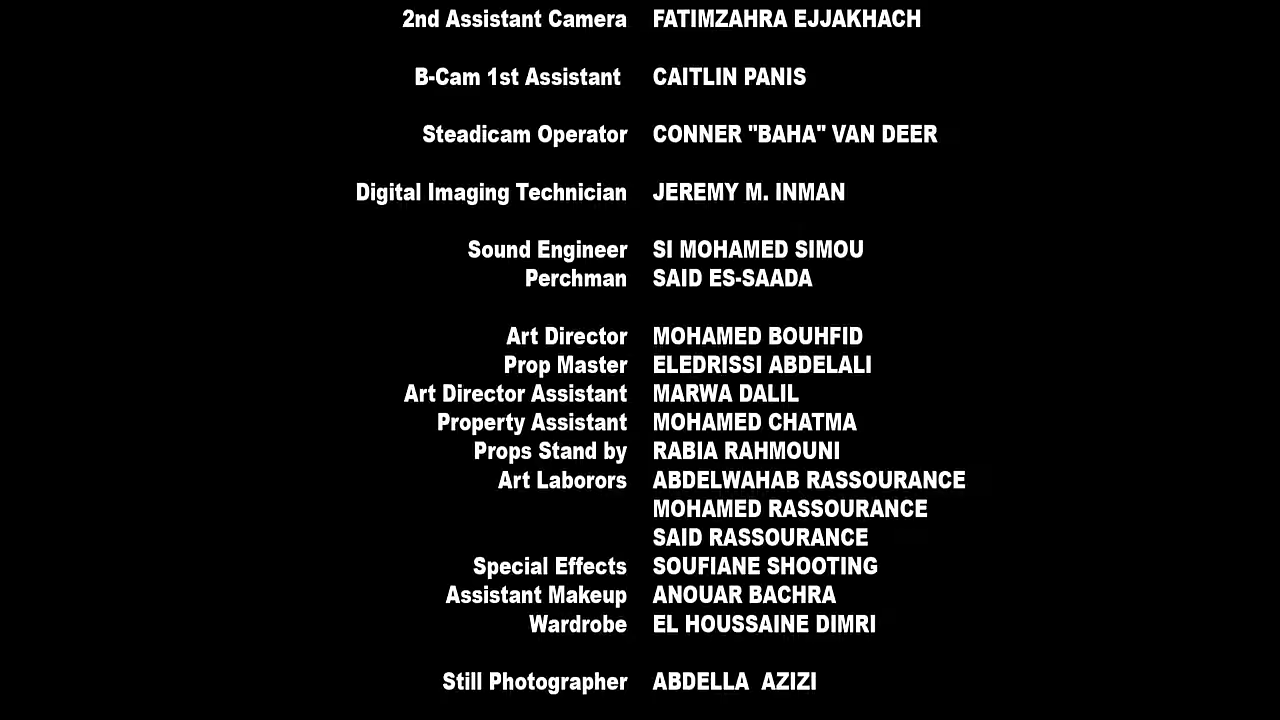 2nd Assistant Camera FATIMZAHRA EJJAKHACH
B-Cam 1st Assistant CAITLIN PANIS
Steadicam Operator CONNER "BAHA" VAN DEER
Digital Imaging Technician JEREMY M. INMAN
Sound Engineer SI MOHAMED SIMOU
Perchman SAID ES-SAADA
Art Director MOHAMED BOUHFID
Prop Master ELEDRISSI ABDELALI
Art Director Assistant MARWA DALIL
Property Assistant MOHAMED CHATMA
Props Stand by RABIA RAHMOUNI
Art Laborors ABDELWAHAB RASSOURANCE
MOHAMED RASSOURANCE
SAID RASSOURANCE
Special Effects SOUFIANE SHOOTING
Assistant Makeup ANOUAR BACHRA
Wardrobe EL HOUSSAINE DIMRI
Still Photographer ABDELLA AZIZI